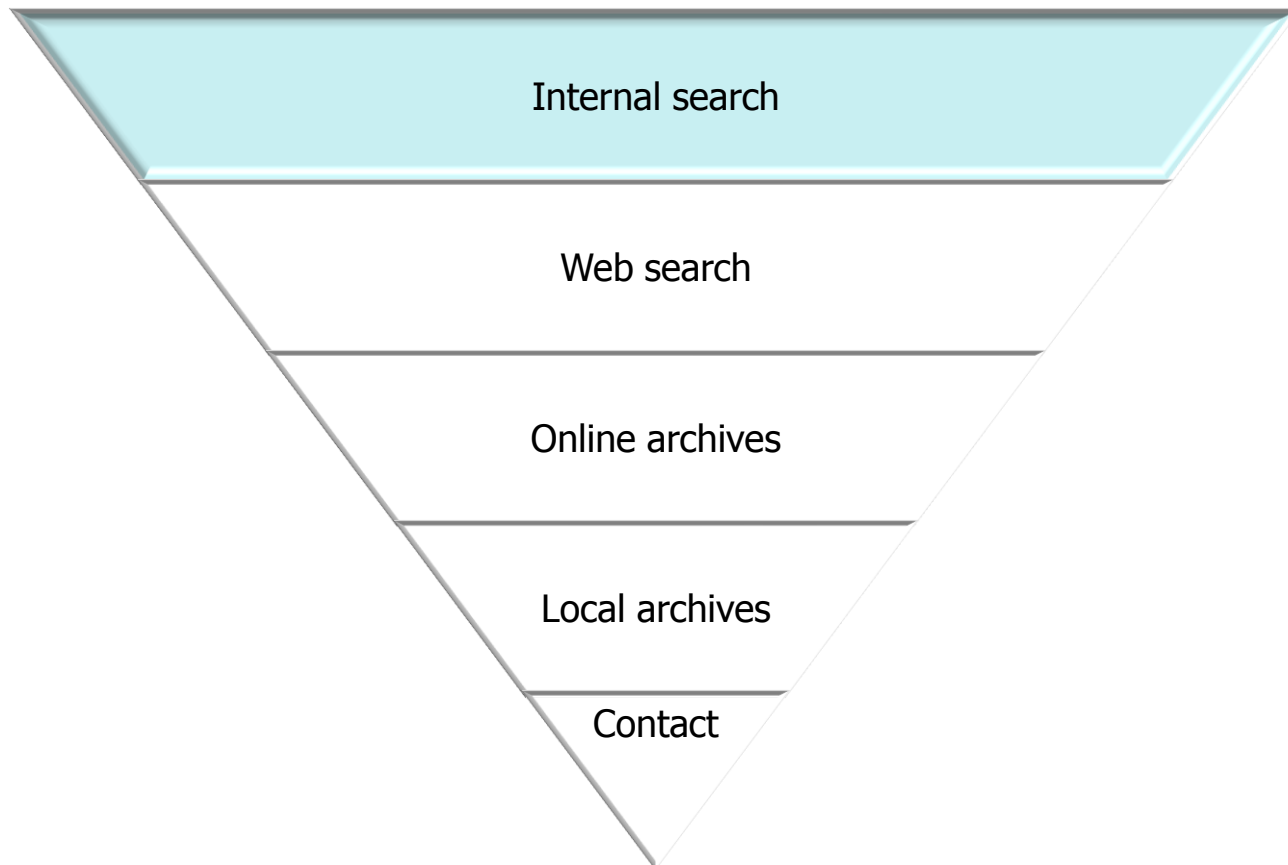 Internal search
Web search
Online archives
Local archives
Contact